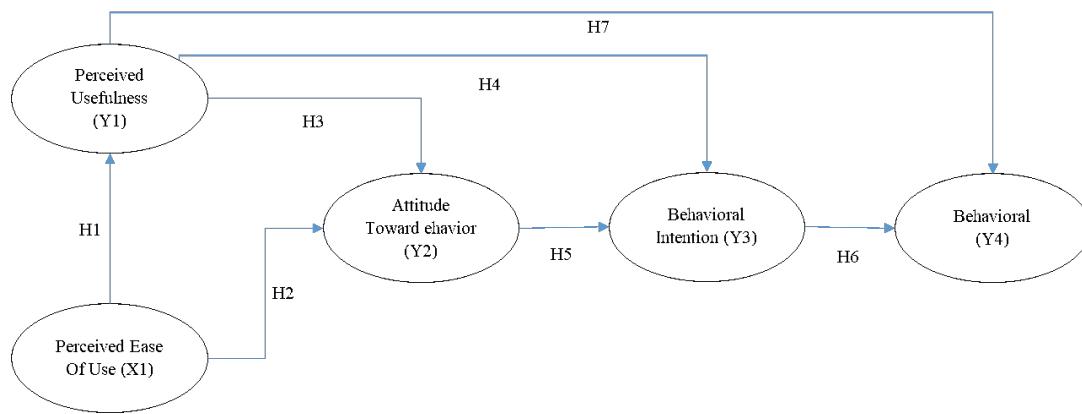 H7
Perceived
Usefulness
(Y1)
H4
H3
Attitude
Toward ehavior
(Y2)
Behavioral
Intention (Y3)
Behavioral
(Y4)
H1
H5
H6
H2
Perceived Ease
Of Use (X1)